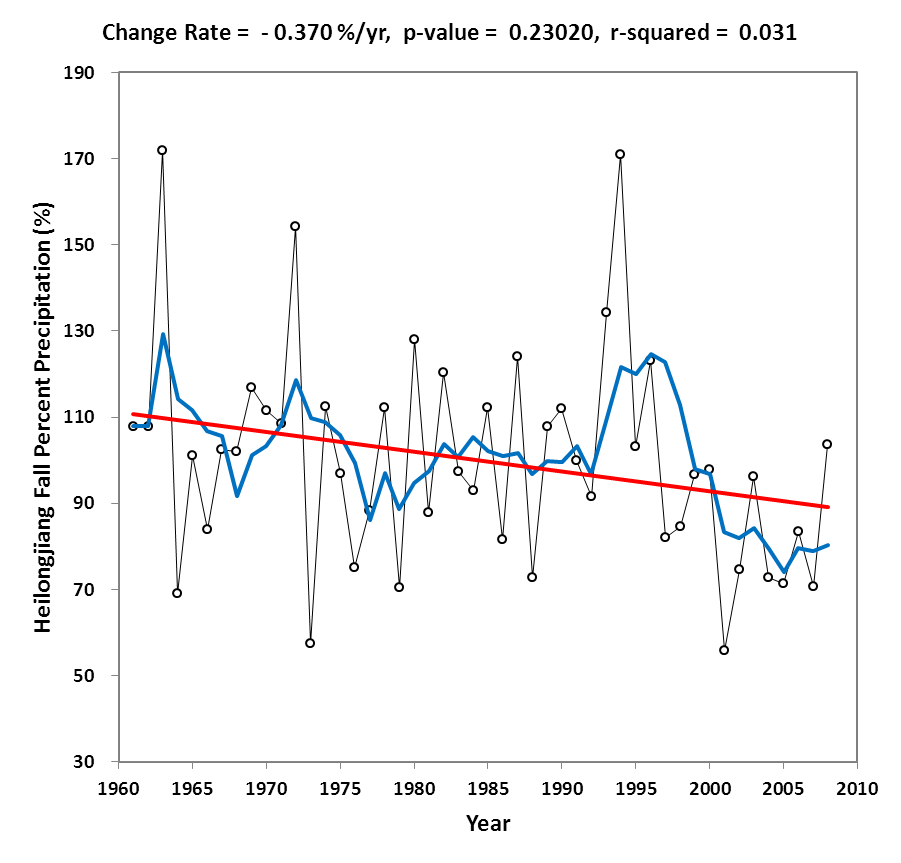 Change Rate = - 0.370 %/yr, p-value = 0.23020, r-squared = 0.031
Heilongjiang Fall Percent Precipitation (%)
190
170
150
130
110
90
70
50
30
1960 1965 1970 1975 1980 1985 1990 1995 2000 2005 2010
Year